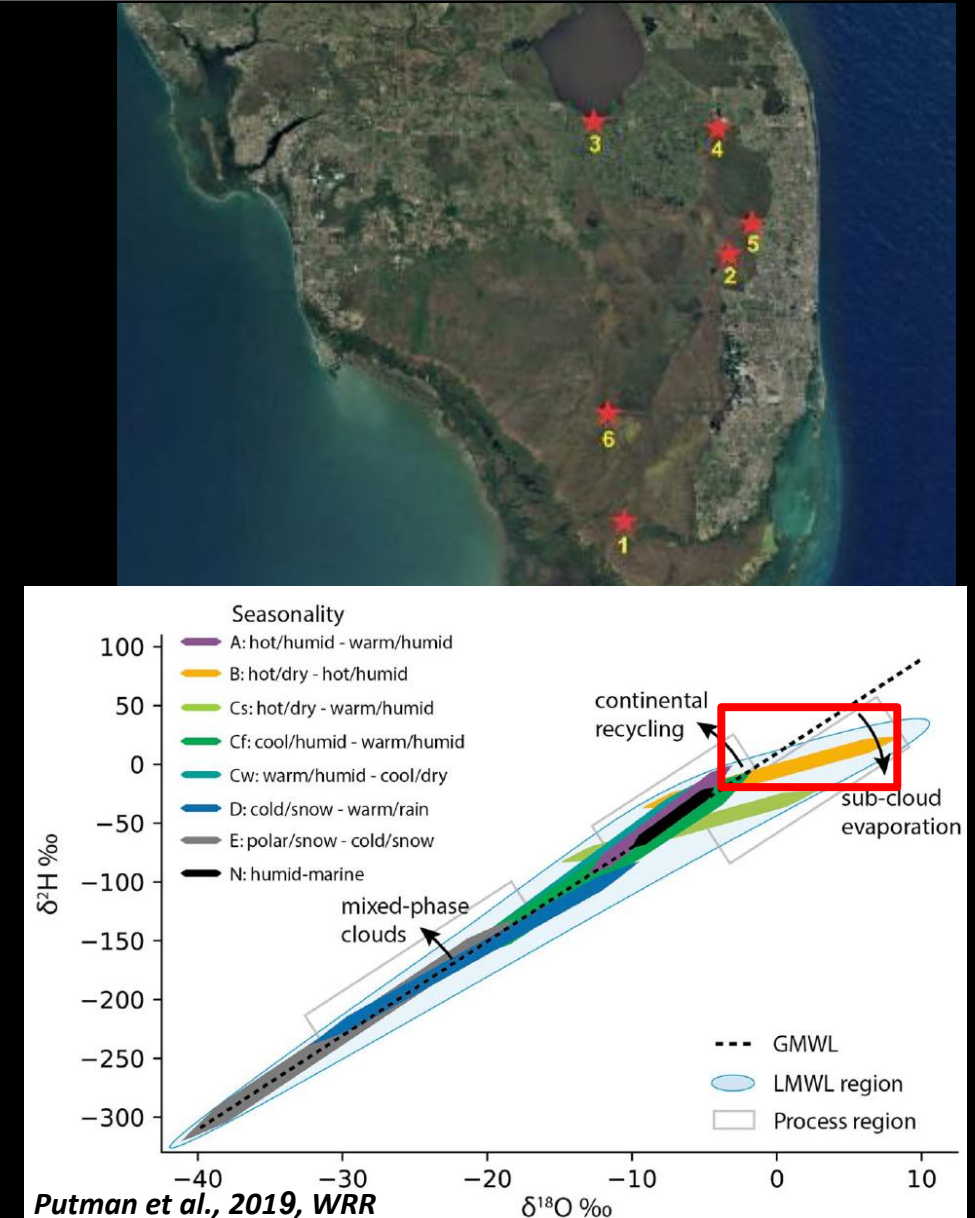 3
4
5
2
6
1
Seasonality
A: hot/humid - warm/humid
B: hot/dry - hot/humid
Cs: hot/dry - warm/humid
Cf: cool/humid - warm/humid
Cw: warm/humid - cool/dry
D: cold/snow - warm/rain
E: polar/snow - cold/snow
N: humid-marine
continental
recycling
sub-cloud
evaporation
mixed-phase
clouds
GMWL
LMWL region
Process region
100
50
0
−50
−100
−150
−200
−250
−300
δ²H ‰
−40
−30
−20
−10
0
10
δ¹⁸O ‰
Putman et al., 2019, WRR